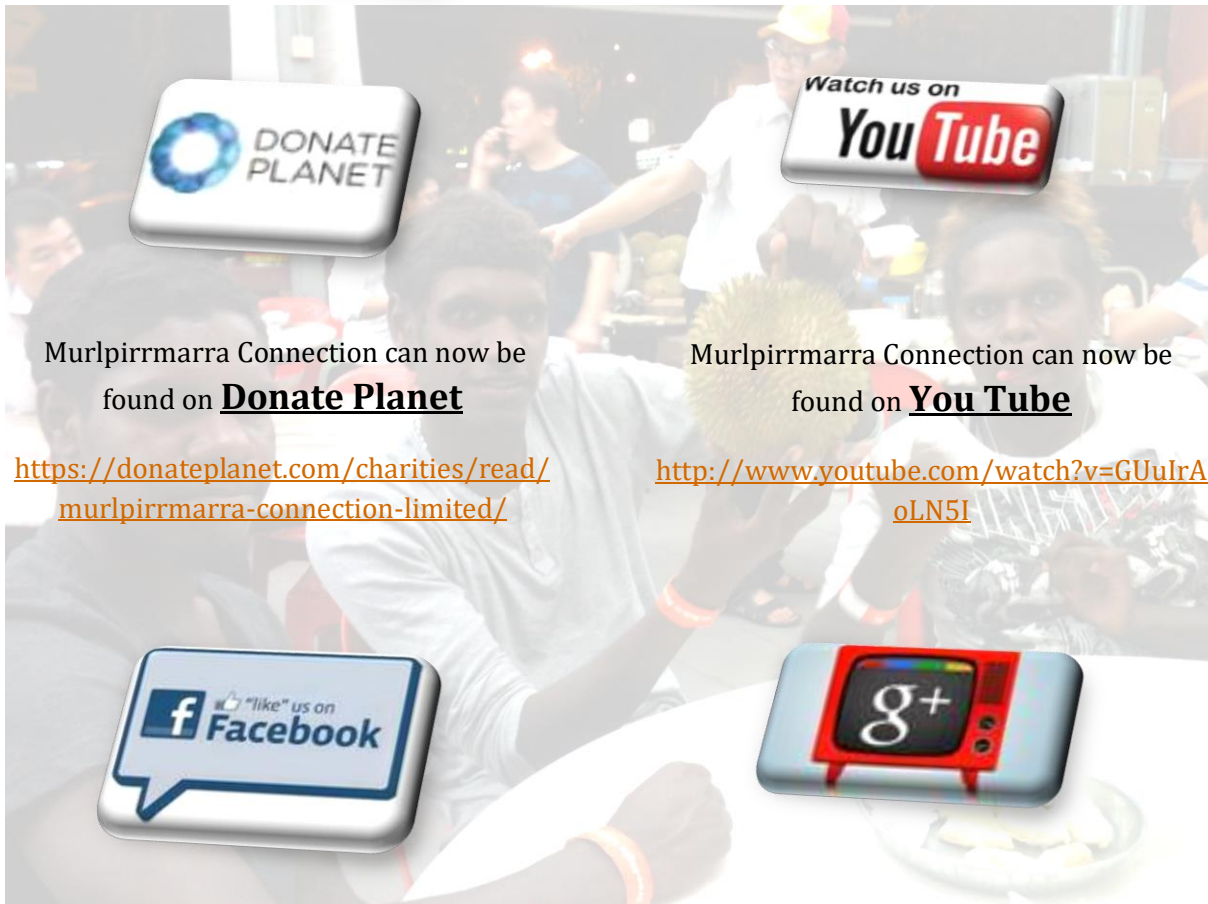 DONATE
PLANET
Watch us on
YouTube
Murlpirrmarra Connection can now be
found on Donate Planet
https://donateplanet.com/charities/read/
murlpirrmarra-connection-limited/
Murlpirrmarra Connection can now be
found on You Tube
http://www.youtube.com/watch?v=GUuIrA
oLN5I
f "like" us on
Facebook
g+